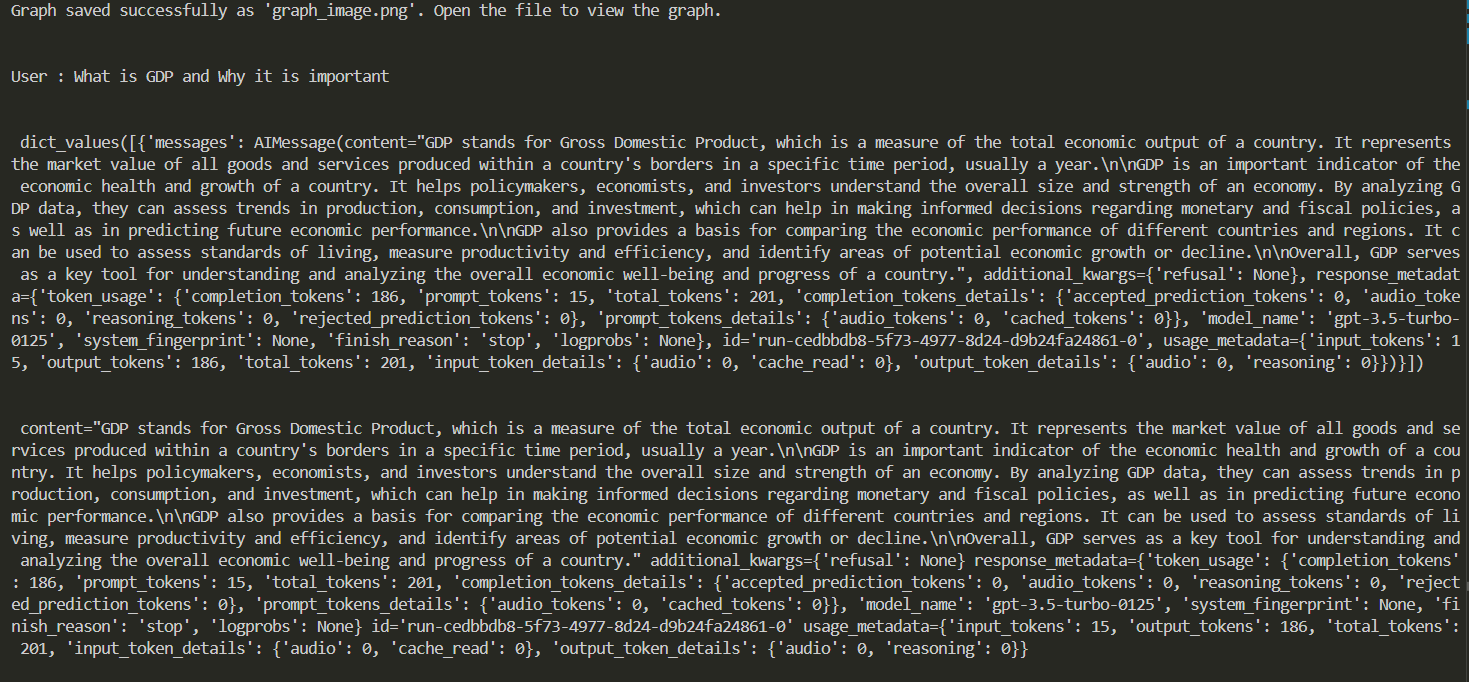 Graph saved successfully as 'graph_image.png'. Open the file to view the graph.
User : What is GDP and Why it is important
dict_values([{'messages': AIMessage(content="GDP stands for Gross Domestic Product, which is a measure of the total economic output of a country. It represents
the market value of all goods and services produced within a country's borders in a specific time period, usually a year.\n\nGDP is an important indicator of the
economic health and growth of a country. It helps policymakers, economists, and investors understand the overall size and strength of an economy. By analyzing G
DP data, they can assess trends in production, consumption, and investment, which can help in making informed decisions regarding monetary and fiscal policies, a
s well as in predicting future economic performance.\n\nGDP also provides a basis for comparing the economic performance of different countries and regions. It c
an be used to assess standards of living, measure productivity and efficiency, and identify areas of potential economic growth or decline.\n\nOverall, GDP serves
as a key tool for understanding and analyzing the overall economic well-being and progress of a country.", additional_kwargs={'refusal': None}, response_metadat
a={'token_usage': {'completion_tokens': 186, 'prompt_tokens': 15, 'total_tokens': 201, 'completion_tokens_details': {'accepted_prediction_tokens': 0, 'audio_toke
ns': 0, 'reasoning_tokens': 0, 'rejected_prediction_tokens': 0}, 'prompt_tokens_details': {'audio_tokens': 0, 'cached_tokens': 0}}, 'model_name': 'gpt-3.5-turbo-
0125', 'system_fingerprint': None, 'finish_reason': 'stop', 'logprobs': None}, id='run-cedbbdb8-5f73-4977-8d24-d9b24fa24861-0', usage_metadata={'input_tokens': 1
5, 'output_tokens': 186, 'total_tokens': 201, 'input_token_details': {'audio': 0, 'cache_read': 0}, 'output_token_details': {'audio': 0, 'reasoning': 0}})}])
content="GDP stands for Gross Domestic Product, which is a measure of the total economic output of a country. It represents the market value of all goods and se
rvices produced within a country's borders in a specific time period, usually a year.\n\nGDP is an important indicator of the economic health and growth of a cou
ntry. It helps policymakers, economists, and investors understand the overall size and strength of an economy. By analyzing GDP data, they can assess trends in p
roduction, consumption, and investment, which can help in making informed decisions regarding monetary and fiscal policies, as well as in predicting future econo
mic performance.\n\nGDP also provides a basis for comparing the economic performance of different countries and regions. It can be used to assess standards of li
ving, measure productivity and efficiency, and identify areas of potential economic growth or decline.\n\nOverall, GDP serves as a key tool for understanding and
analyzing the overall economic well-being and progress of a country." additional_kwargs={'refusal': None} response_metadata={'token_usage': {'completion_tokens'
: 186, 'prompt_tokens': 15, 'total_tokens': 201, 'completion_tokens_details': {'accepted_prediction_tokens': 0, 'audio_tokens': 0, 'reasoning_tokens': 0, 'reject
ed_prediction_tokens': 0}, 'prompt_tokens_details': {'audio_tokens': 0, 'cached_tokens': 0}}, 'model_name': 'gpt-3.5-turbo-0125', 'system_fingerprint': None, 'fi
nish_reason': 'stop', 'logprobs': None} id='run-cedbbdb8-5f73-4977-8d24-d9b24fa24861-0' usage_metadata={'input_tokens': 15, 'output_tokens': 186, 'total_tokens':
201, 'input_token_details': {'audio': 0, 'cache_read': 0}, 'output_token_details': {'audio': 0, 'reasoning': 0}}